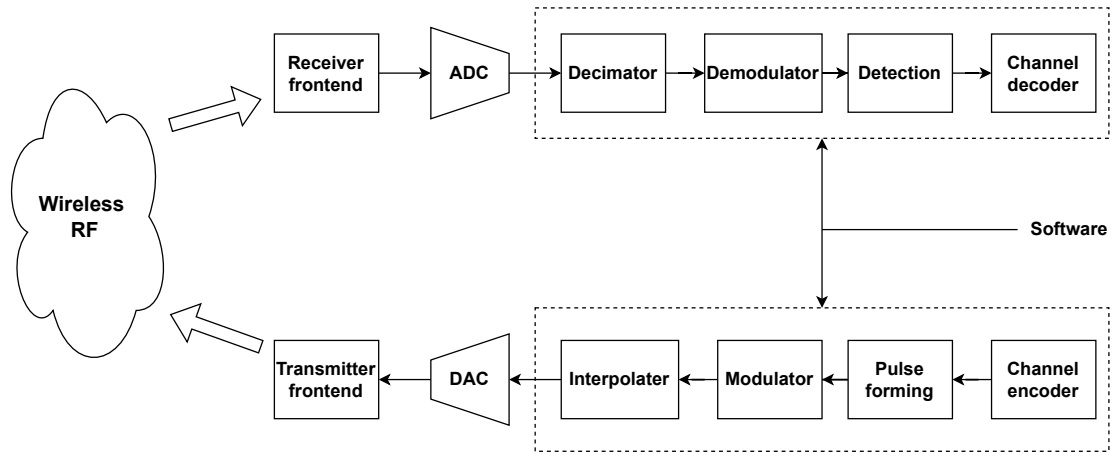 Receiver
frontend
ADC
Decimator
Demodulator
Detection
Channel
decoder
Wireless
RF
Software
Transmitter
frontend
DAC
Interpolater
Modulator
Pulse
forming
Channel
encoder